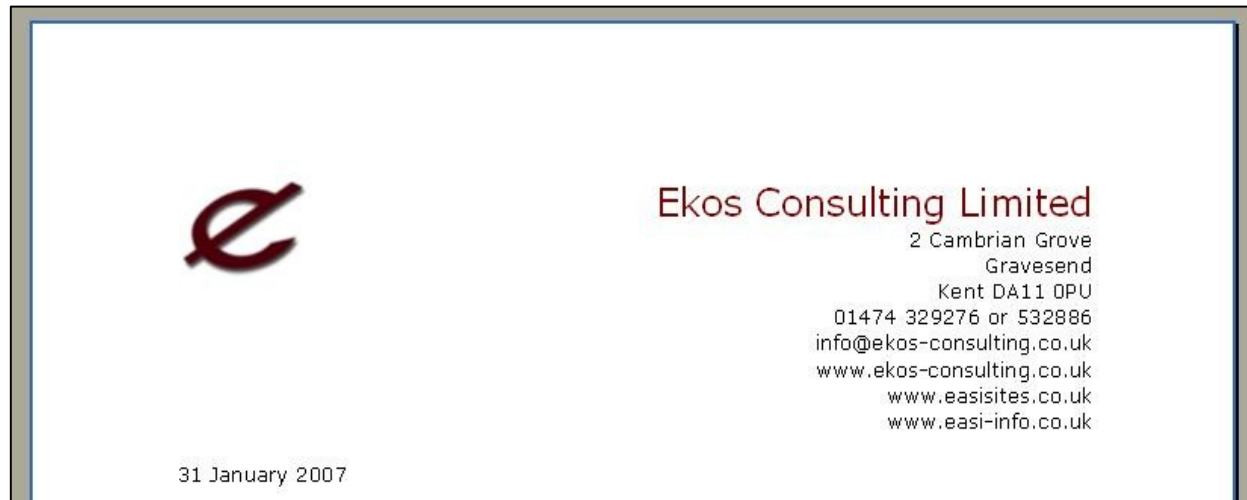 e
Ekos Consulting Limited
2 Cambrian Grove
Gravesend
Kent DA11 0PU
01474 329276 or 532886
info@ekos-consulting.co.uk
www.ekos-consulting.co.uk
www.easisites.co.uk
www.easi-info.co.uk
31 January 2007